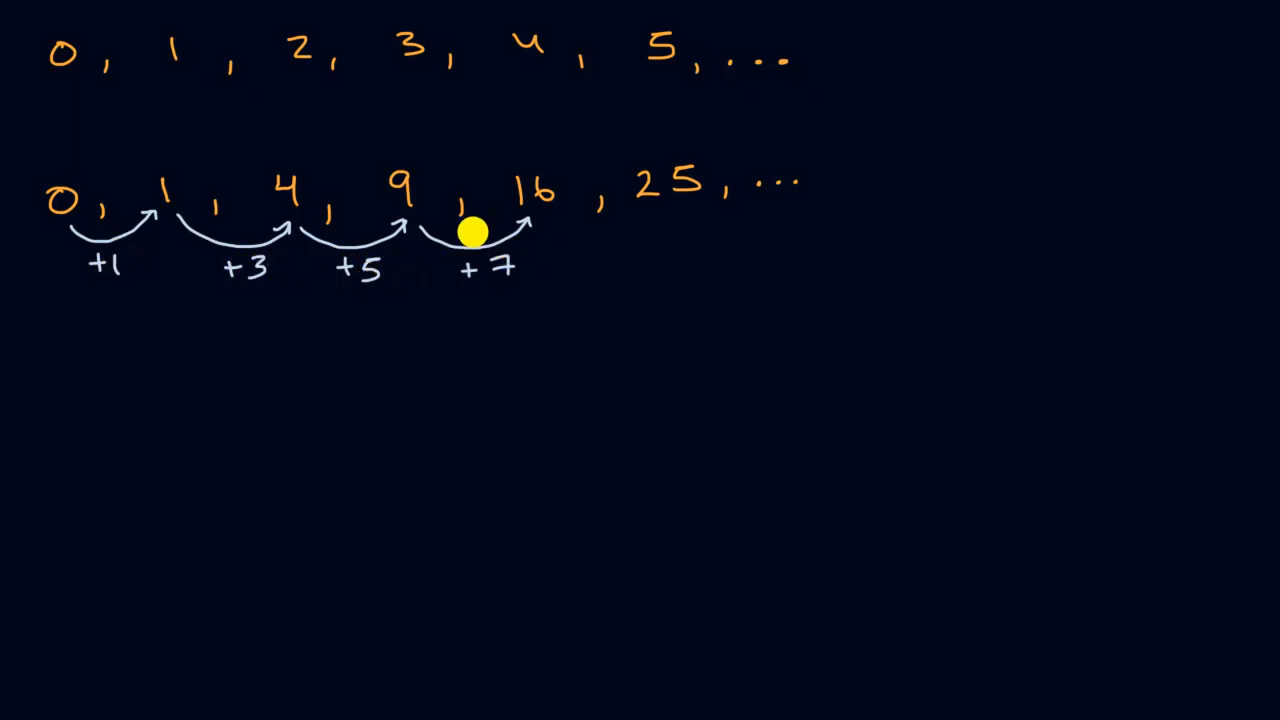 0, 1, 2, 3, 4, 5, ...
0, 1, 4, 9, 16, 25, ...
+1 +3 +5 +7